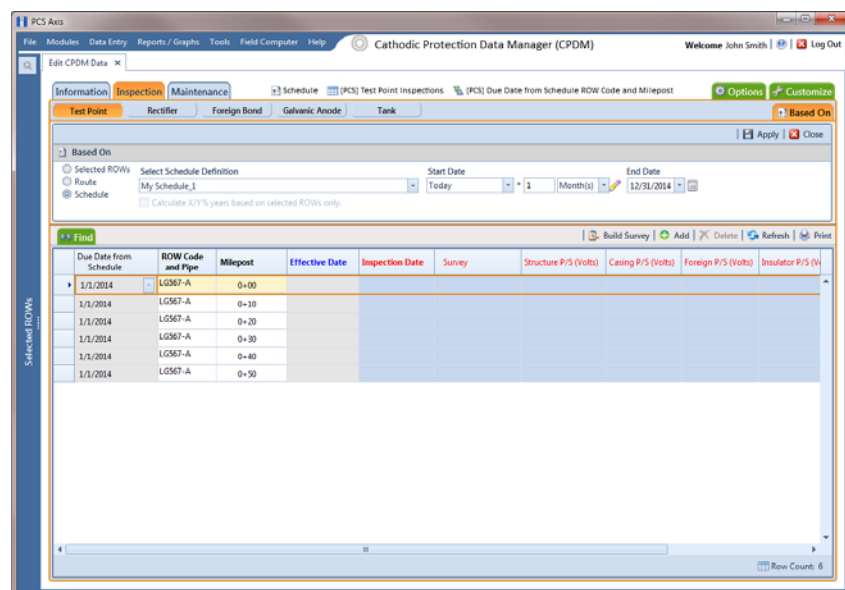 PCS Axis
File Modules Data Entry Reports / Graphs Tools Field Computer Help Cathodic Protection Data Manager (CPDM) Welcome John Smith Log Out
Edit CPDM Data ×
Information Inspection Maintenance Schedule [PCS] Test Point Inspections [PCS] Due Date from Schedule ROW Code and Milepost Options Customize
Test Point Rectifier Foreign Bond Galvanic Anode Tank Based On
Apply Close
Based On
Selected ROWs Select Schedule Definition Start Date End Date
Route My Schedule_1 Today + 1 Month(s) 12/31/2014
Schedule Calculate X/Y% years based on selected ROWs only.
Find Build Survey Add Delete Refresh Print
Due Date from Schedule ROW Code and Pipe Milepost Effective Date Inspection Date Survey Structure P/S (Volts) Casing P/S (Volts) Foreign P/S (Volts) Insulator P/S (V
1/1/2014 LG567-A 0+00
1/1/2014 LG567-A 0+10
1/1/2014 LG567-A 0+20
1/1/2014 LG567-A 0+30
1/1/2014 LG567-A 0+40
1/1/2014 LG567-A 0+50
Selected ROWs
Row Count: 6